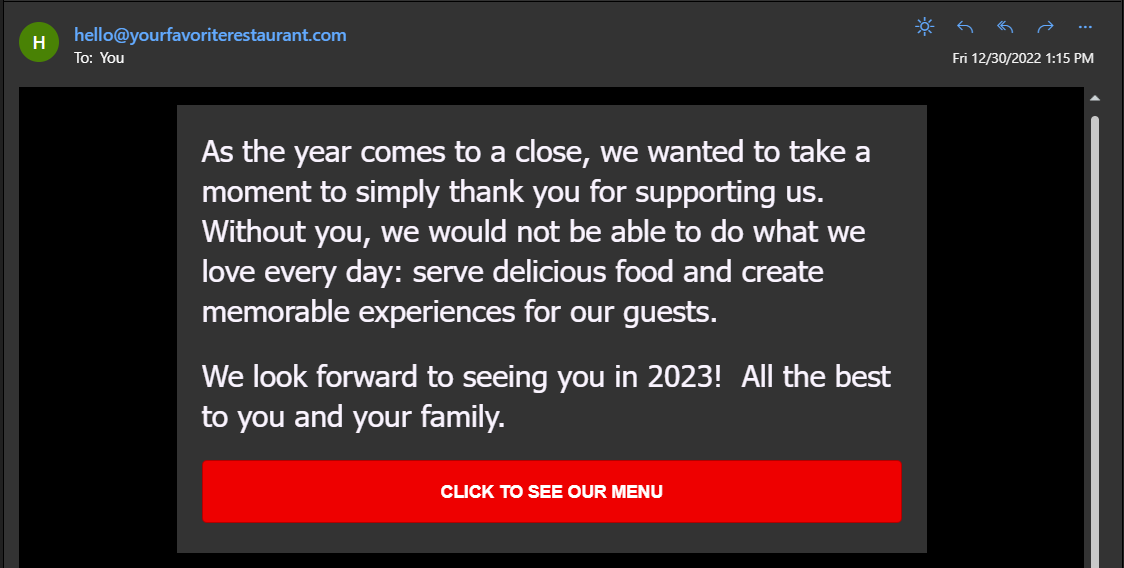 H
hello@yourfavoriterestaurant.com
To: You
Fri 12/30/2022 1:15 PM
As the year comes to a close, we wanted to take a
moment to simply thank you for supporting us.
Without you, we would not be able to do what we
love every day: serve delicious food and create
memorable experiences for our guests.
We look forward to seeing you in 2023!  All the best
to you and your family.
CLICK TO SEE OUR MENU